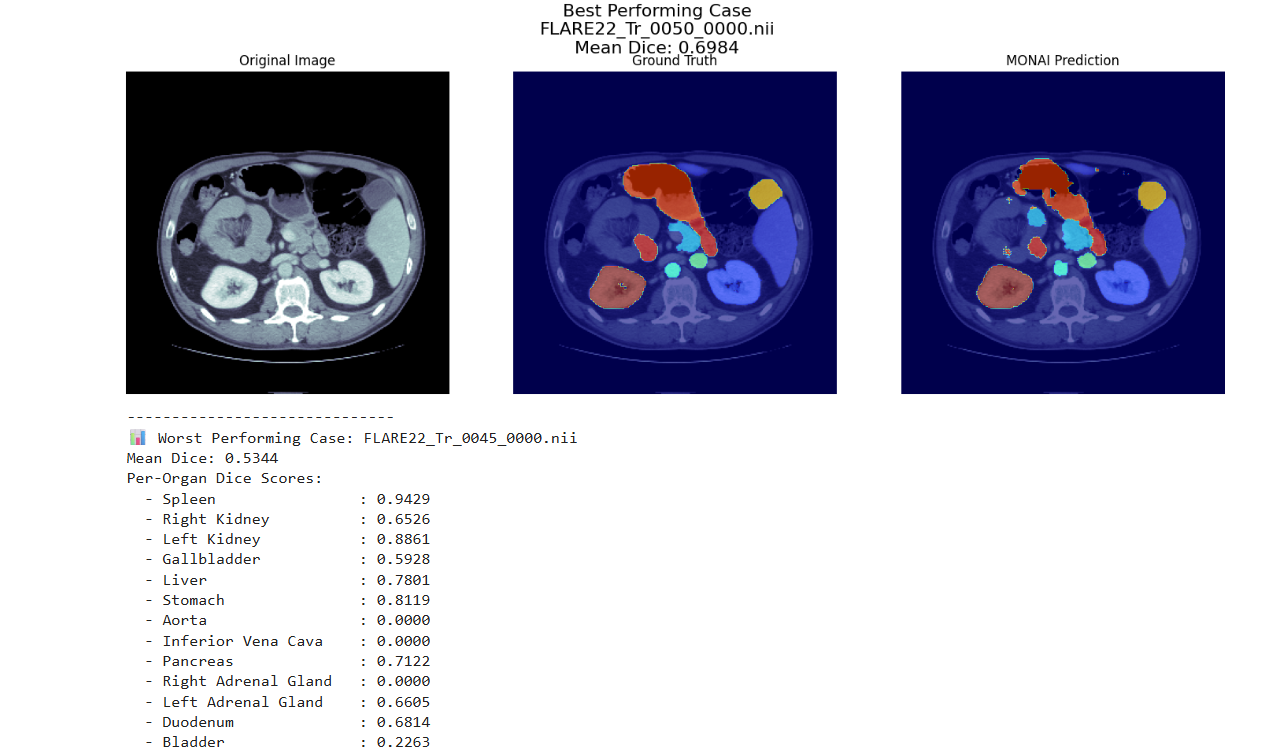 Best Performing Case
FLARE22_Tr_0050_0000.nii
Mean Dice: 0.6984
Original Image
Ground Truth
MONAI Prediction
------------------------------
📊 Worst Performing Case: FLARE22_Tr_0045_0000.nii
Mean Dice: 0.5344
Per-Organ Dice Scores:
- Spleen : 0.9429
- Right Kidney : 0.6526
- Left Kidney : 0.8861
- Gallbladder : 0.5928
- Liver : 0.7801
- Stomach : 0.8119
- Aorta : 0.0000
- Inferior Vena Cava : 0.0000
- Pancreas : 0.7122
- Right Adrenal Gland : 0.0000
- Left Adrenal Gland : 0.6605
- Duodenum : 0.6814
- Bladder : 0.2263